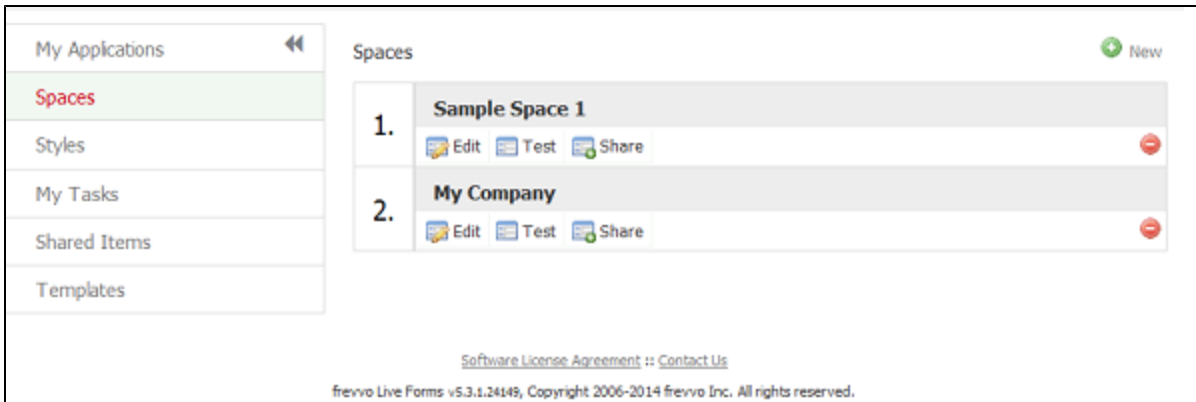 My Applications
Spaces
Styles
My Tasks
Shared Items
Templates
Spaces
New
1.
Sample Space 1
Edit Test Share
2.
My Company
Edit Test Share
Software License Agreement :: Contact Us
frevvo Live Forms v5.3.1.24149, Copyright 2006-2014 frevvo Inc. All rights reserved.